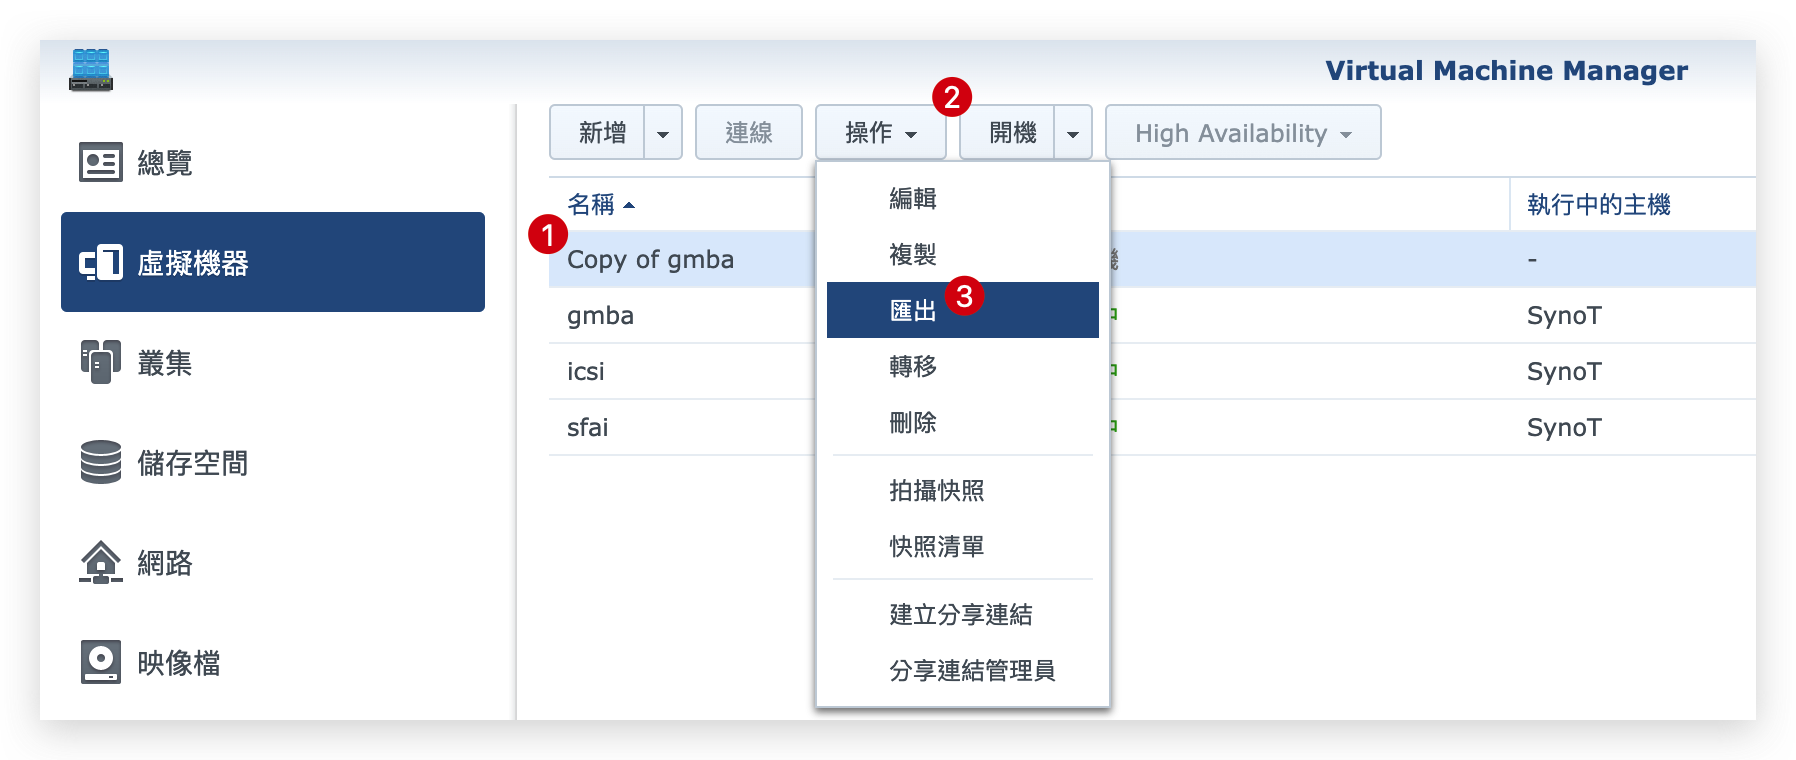 Virtual Machine Manager
總覽
虛擬機器
叢集
儲存空間
網路
映像檔
新增 連線 操作 2 開機 High Availability
名稱 執行中的主機
1 Copy of gmba 機 -
gmba SynoT
icsi SynoT
sfai SynoT
編輯
複製
匯出 3
轉移
刪除
拍攝快照
快照清單
建立分享連結
分享連結管理員